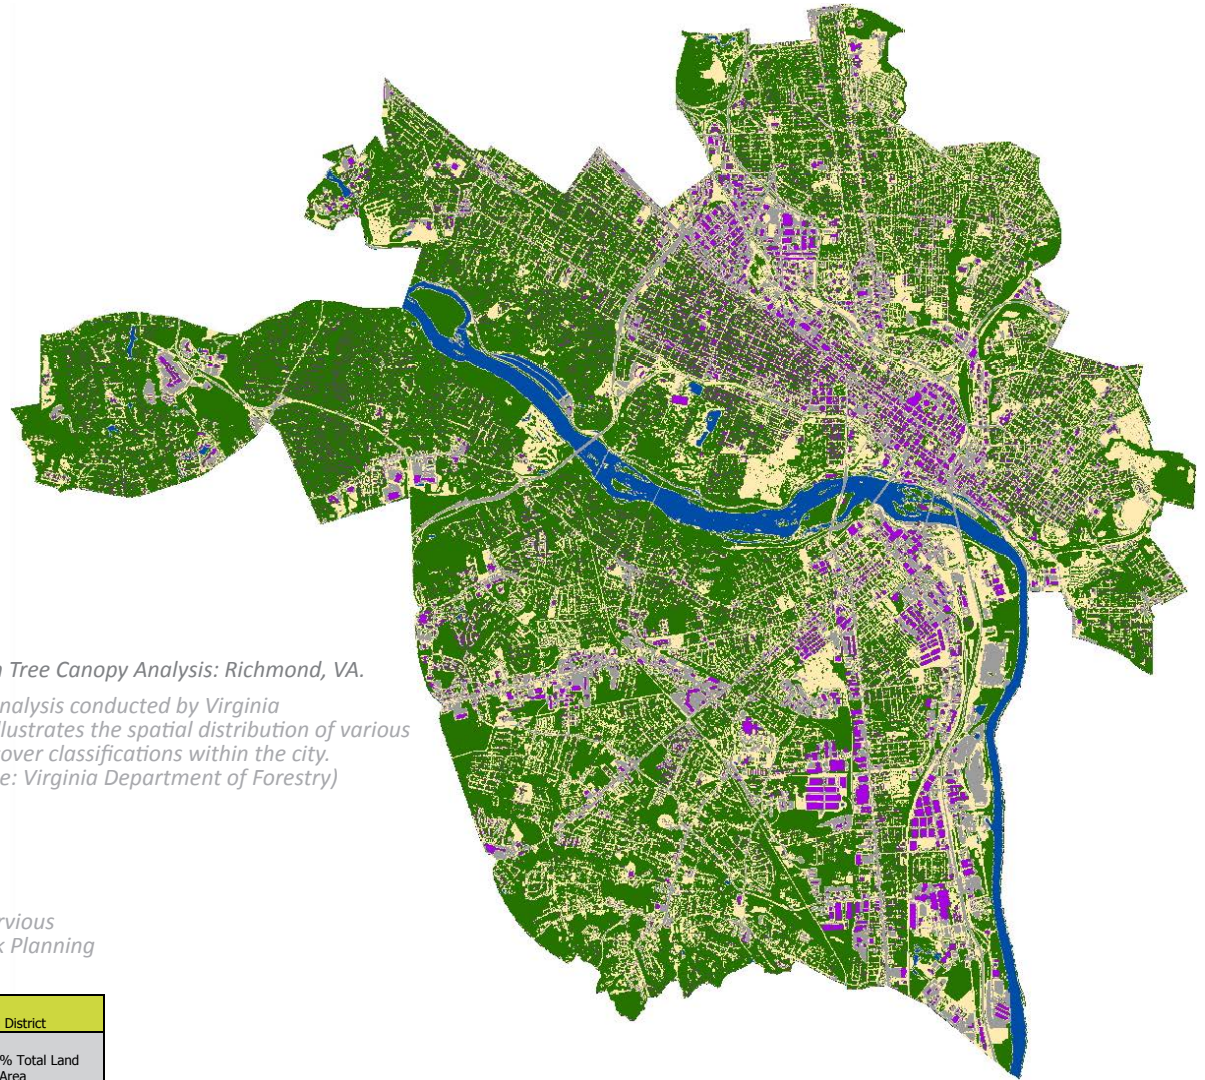 Tree Canopy Analysis: Richmond, VA.
nalysis conducted by Virginia
llustrates the spatial distribution of various
over classifications within the city.
e: Virginia Department of Forestry)
rvious
k Planning
District
% Total Land
Area